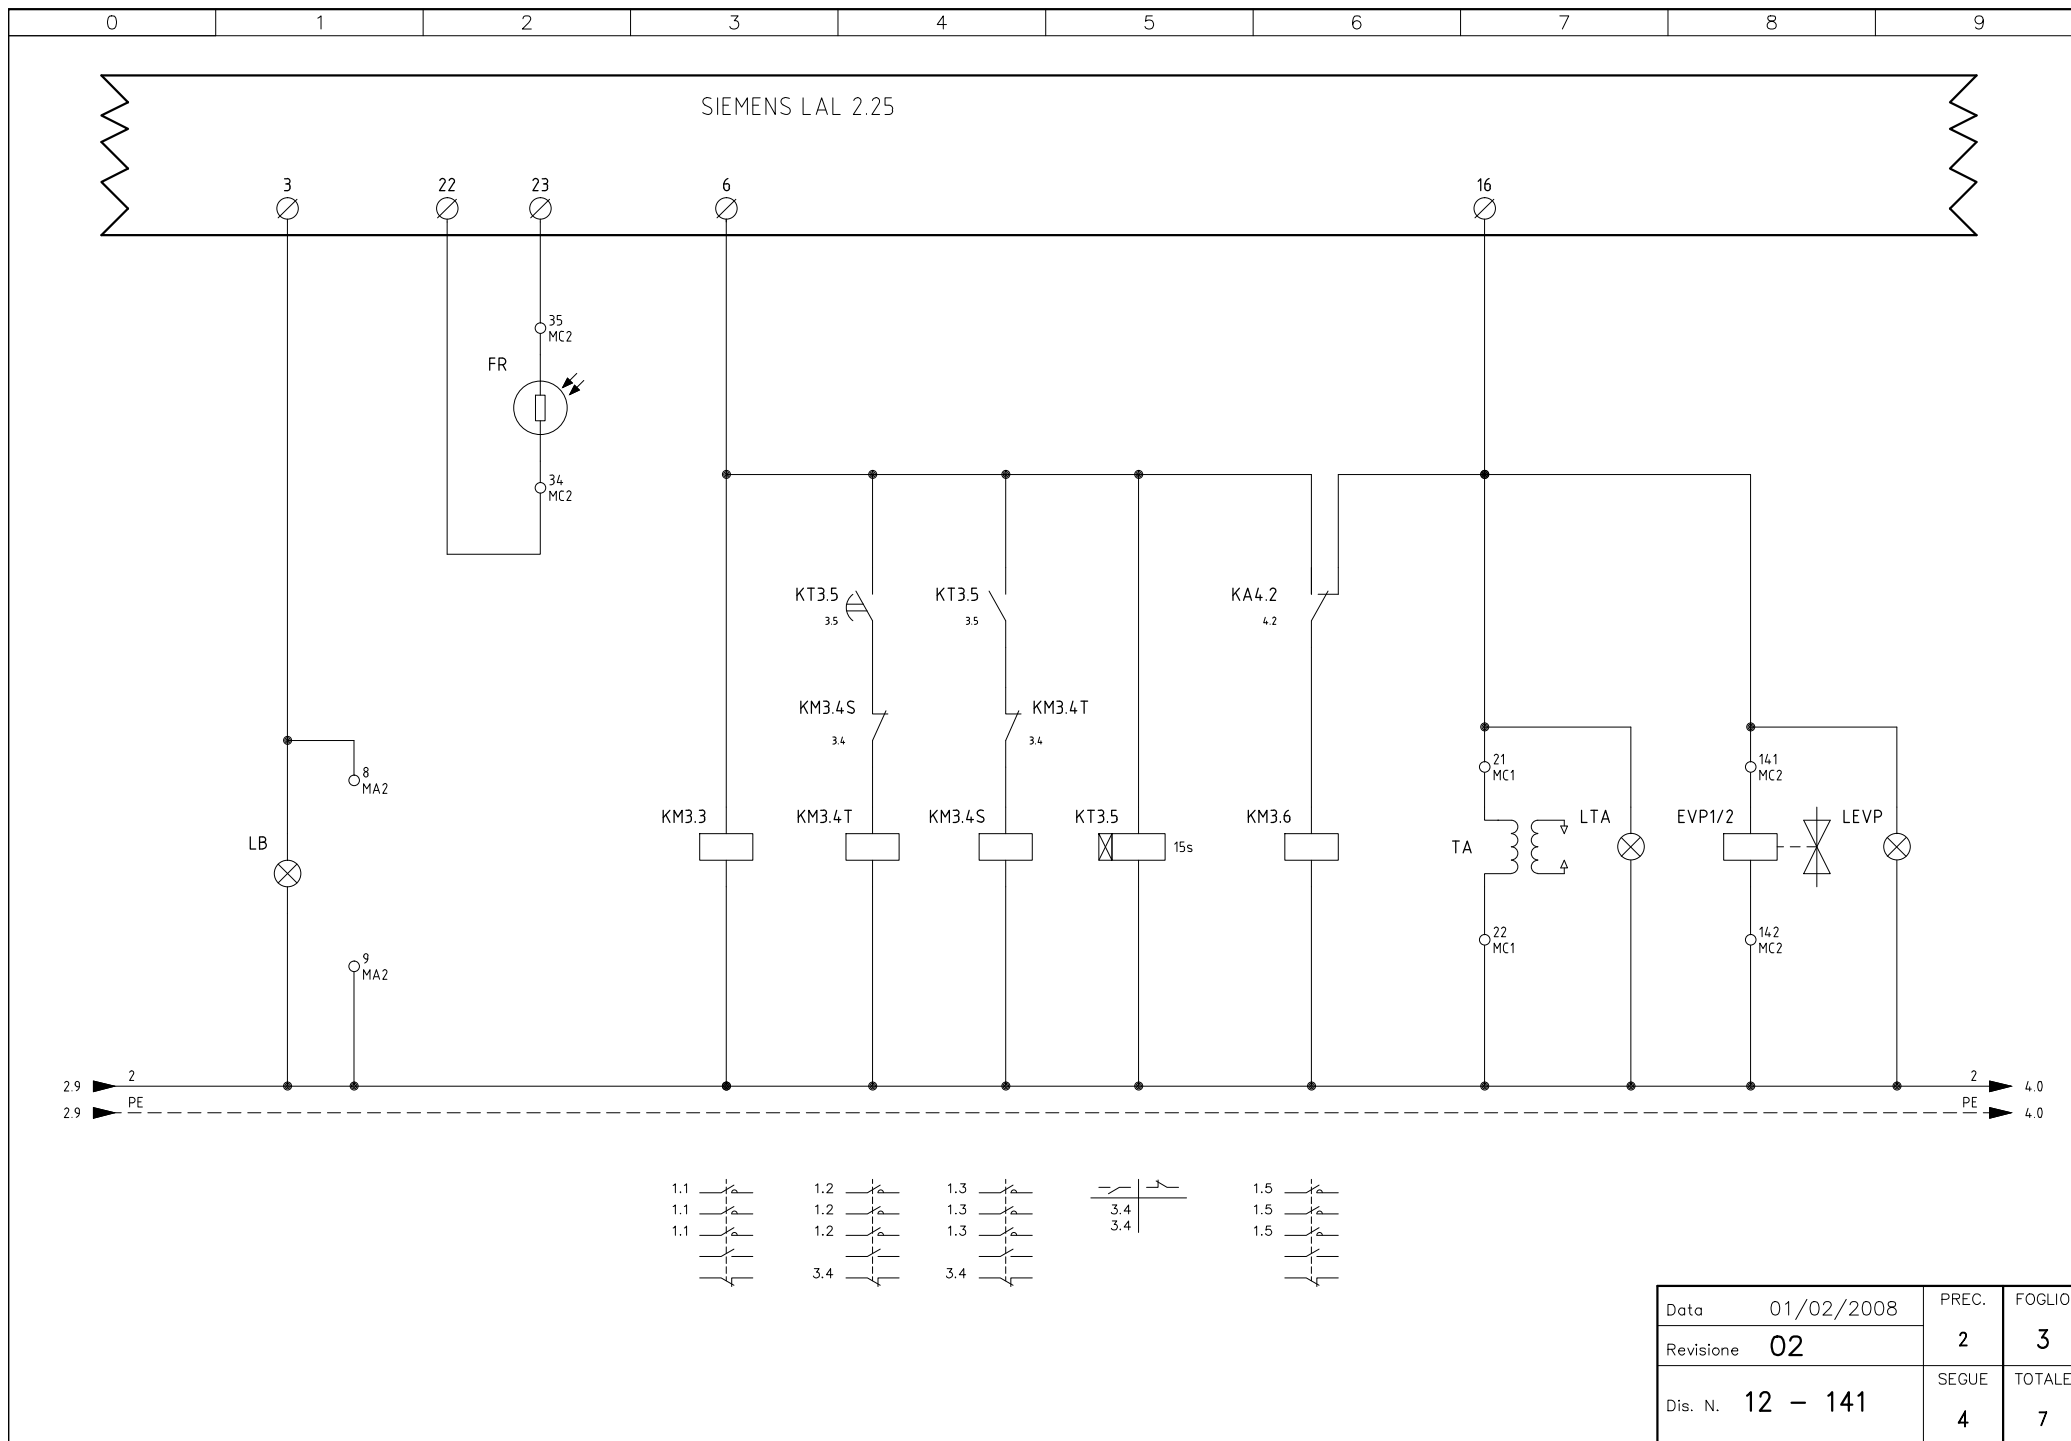 0 1 2 3 4 5 6 7 8 9
SIEMENS LAL 2.25
3 22 23 6 16
35
MC2
FR
34
MC2
KT3.5 KT3.5 KA4.2
3.5 3.5 4.2
KM3.4S KM3.4T
3.4 3.4
21 141
MC1 MC2
8
MA2
KM3.3 KM3.4T KM3.4S KT3.5 KM3.6 LTA EVP1/2 LEVP
LB 15s TA
22 142
MC1 MC2
9
MA2
2.9 2 2 4.0
2.9 PE PE 4.0
1.1 1.2 1.3 1.5
1.1 1.2 1.3 3.4 1.5
3.4
1.1 1.2 1.3 1.5
3.4 3.4
Data 01/02/2008 PREC. FOGLIO
Revisione 02 2 3
SEGUE TOTALE
Dis. N. 12 - 141
4 7